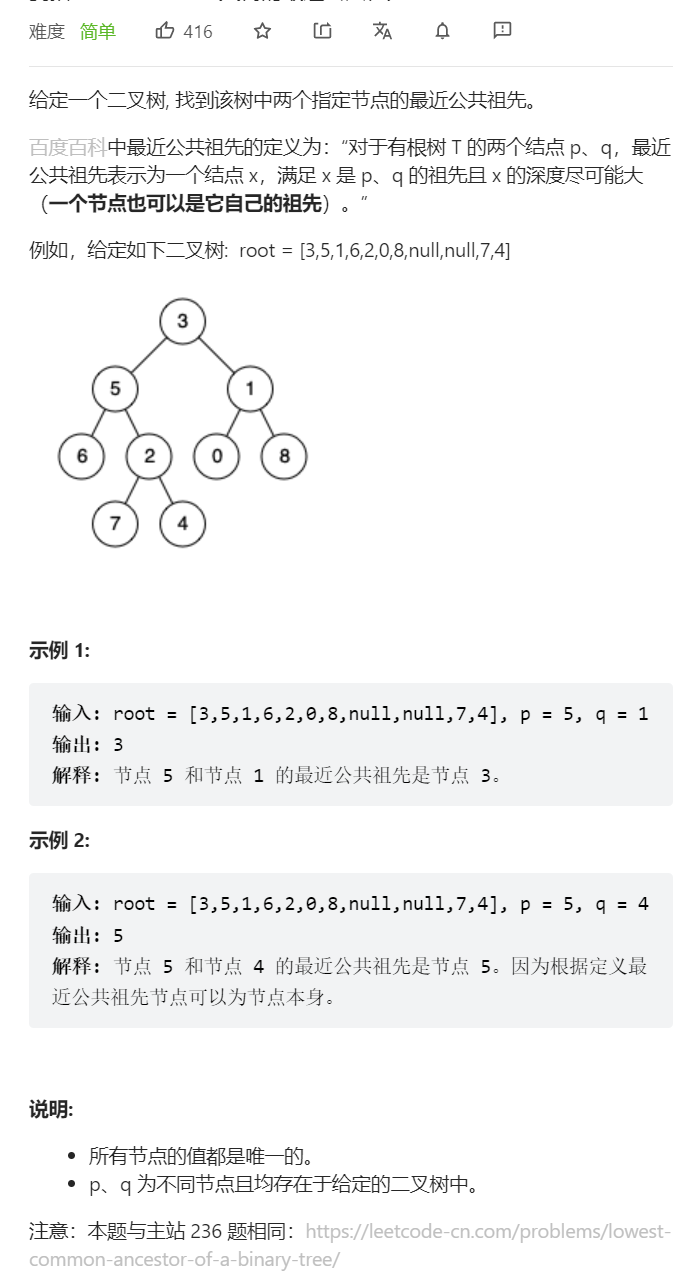 难度 简单 416
给定一个二叉树, 找到该树中两个指定节点的最近公共祖先。
百度百科中最近公共祖先的定义为：“对于有根树 T 的两个结点 p、q，最近
公共祖先表示为一个结点 x，满足 x 是 p、q 的祖先且 x 的深度尽可能大
（一个节点也可以是它自己的祖先）。”
例如，给定如下二叉树: root = [3,5,1,6,2,0,8,null,null,7,4]
3
5 1
6 2 0 8
7 4
示例 1:
输入: root = [3,5,1,6,2,0,8,null,null,7,4], p = 5, q = 1
输出: 3
解释: 节点 5 和节点 1 的最近公共祖先是节点 3。
示例 2:
输入: root = [3,5,1,6,2,0,8,null,null,7,4], p = 5, q = 4
输出: 5
解释: 节点 5 和节点 4 的最近公共祖先是节点 5。因为根据定义最
近公共祖先节点可以为节点本身。
说明:
• 所有节点的值都是唯一的。
• p、q 为不同节点且均存在于给定的二叉树中。
注意：本题与主站 236 题相同：https://leetcode-cn.com/problems/lowest-
common-ancestor-of-a-binary-tree/